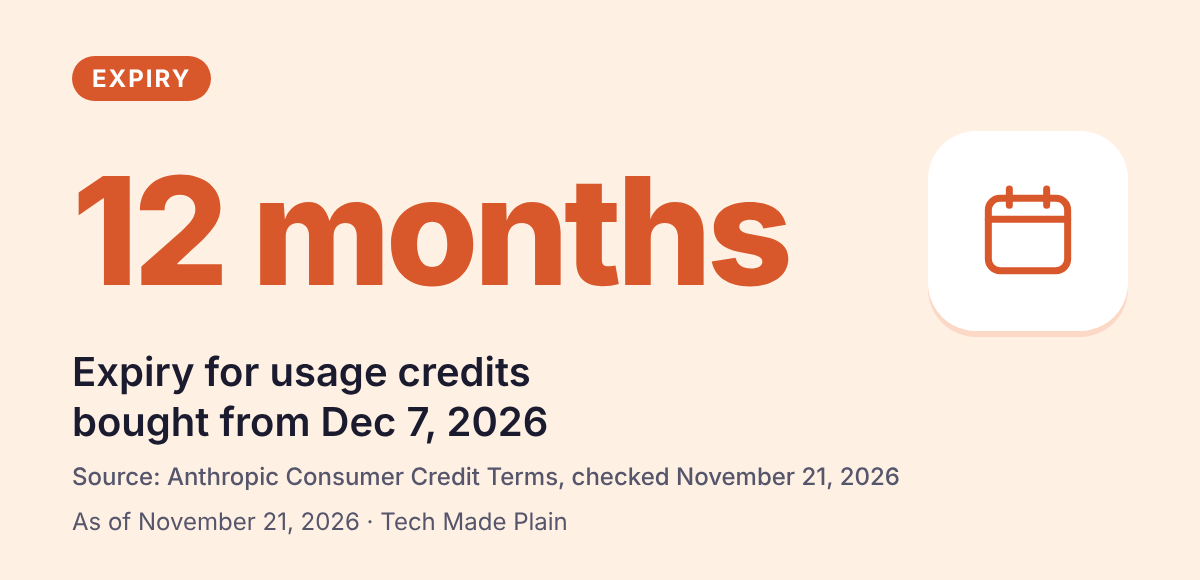 EXPIRY
12 months
Expiry for usage credits
bought from Dec 7, 2026
Source: Anthropic Consumer Credit Terms, checked November 21, 2026
As of November 21, 2026 · Tech Made Plain